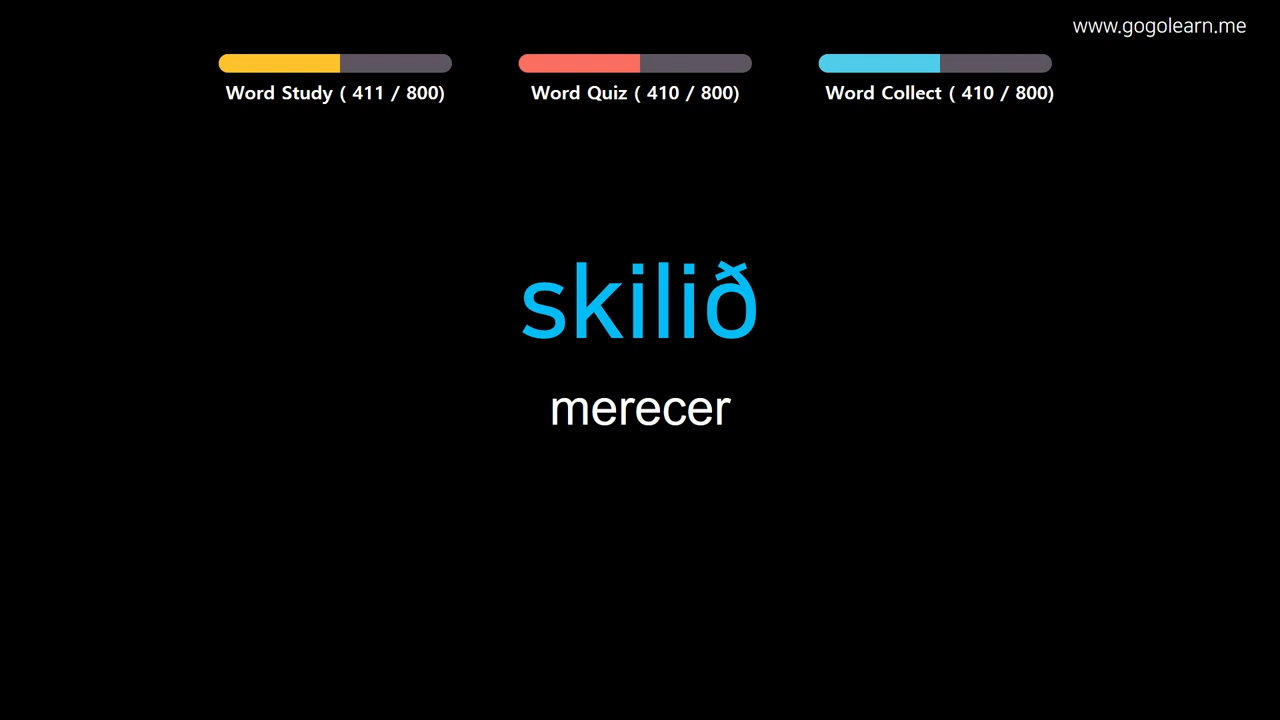 www.gogolearn.me
Word Study ( 411 / 800)
Word Quiz ( 410 / 800)
Word Collect ( 410 / 800)
skilið
merecer